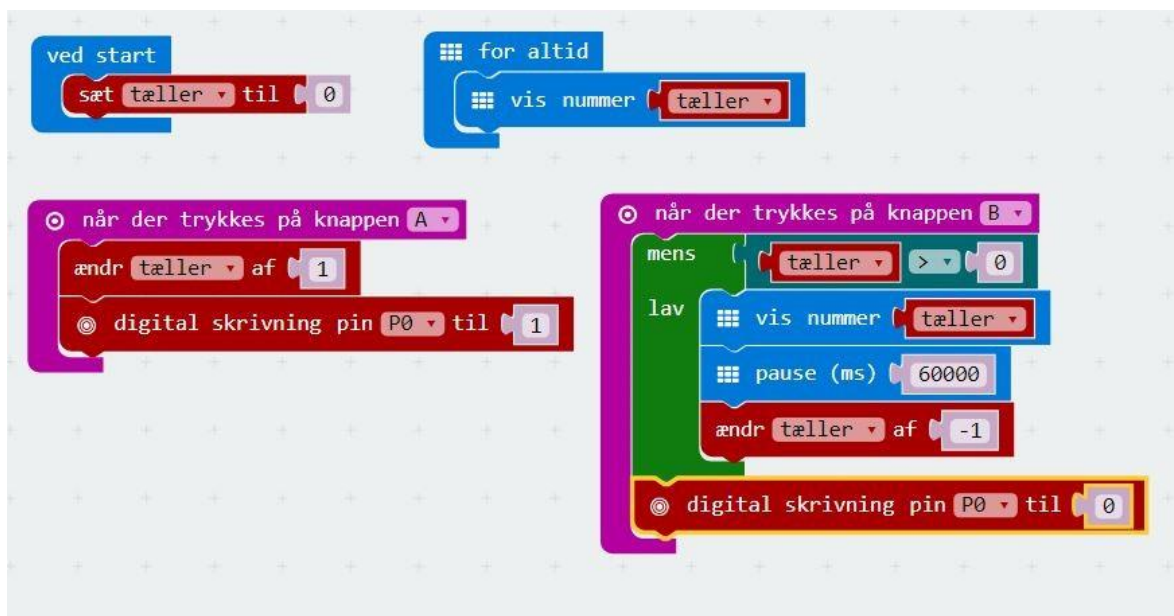 ved start
sæt tæller til 0
for altid
vis nummer tæller
når der trykkes på knappen A
ændr tæller af 1
digital skrivning pin P0 til 1
når der trykkes på knappen B
mens tæller > 0
lav vis nummer tæller
pause (ms) 60000
ændr tæller af -1
digital skrivning pin P0 til 0